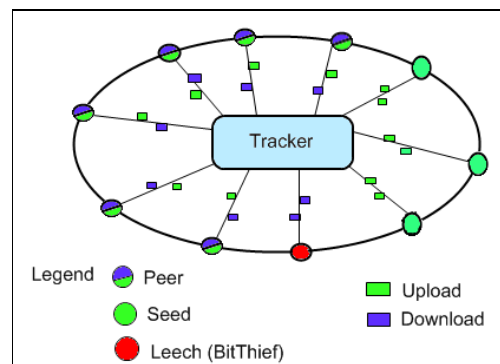 Tracker
Legend
Peer
Seed
Leech (BitThief)
Upload
Download